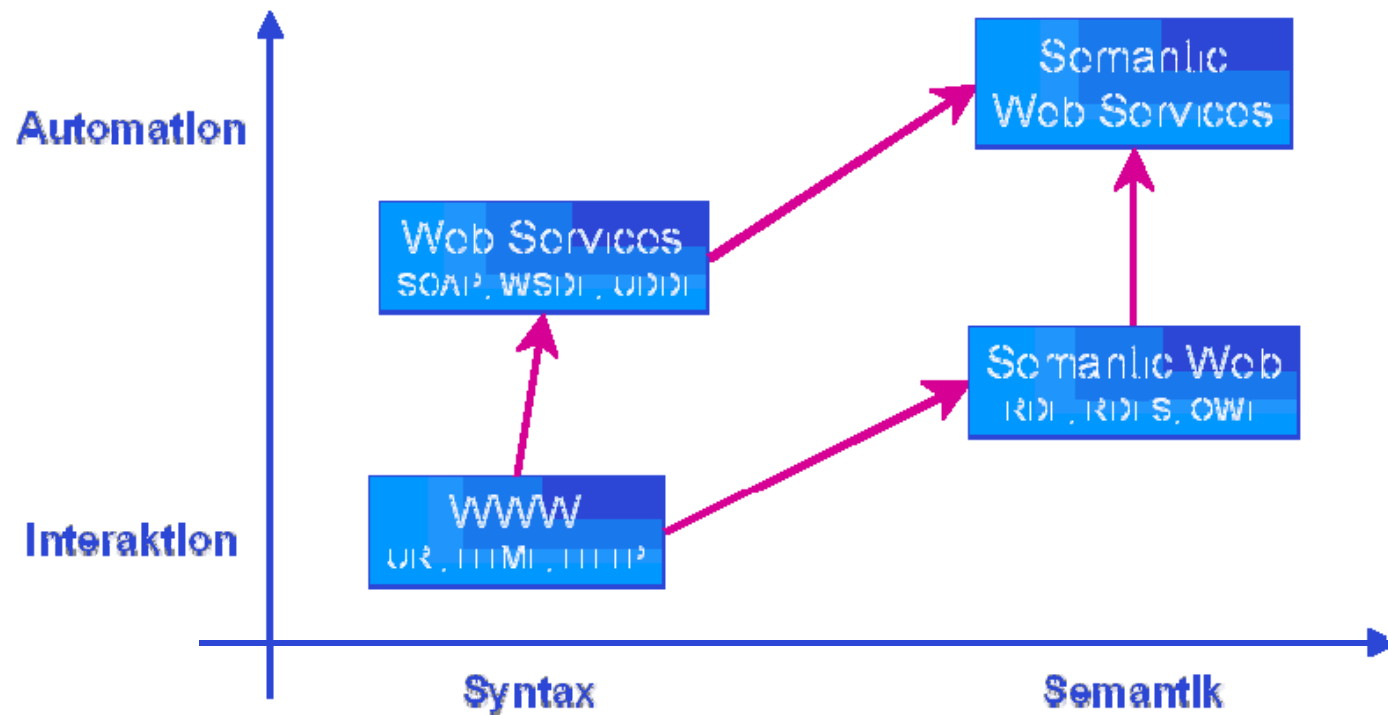 Automation
Semantic
Web Services
Web Services
SOAP, WSDL, UDDI
Semantic Web
RDF, RDFS, OWL
Interaktion
WWW
URI, HTML, HTTP
Syntax
Semantik